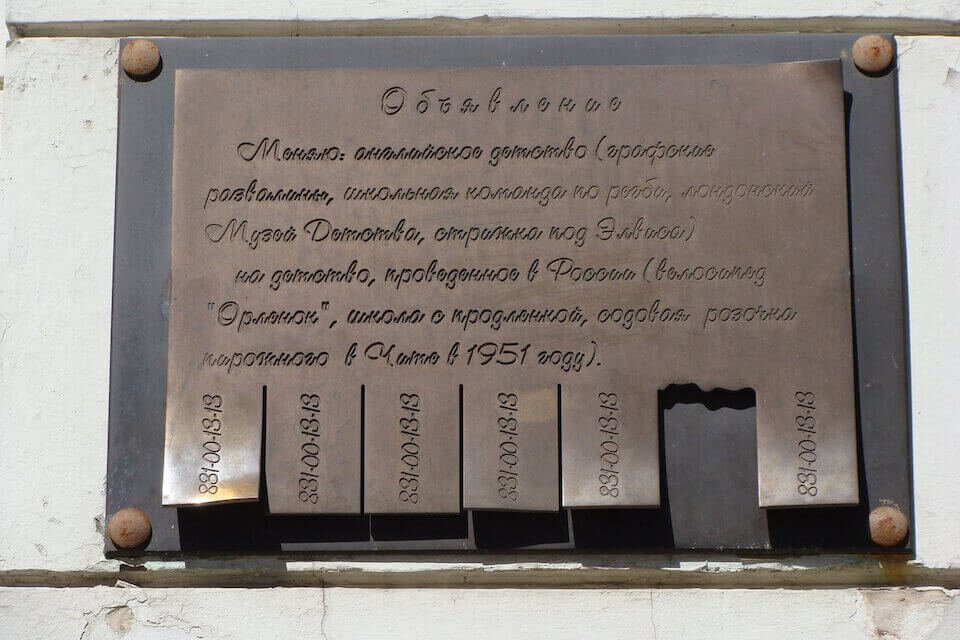 Объявление
Меняю: английское детство (графские
развалины, школьная команда по регби, лондонский
Музей Детства, стрижка под Элвиса)
на детство, проведенное в России (велосипед
"Орленок", школа с продленкой, содовая розочка
пирожного в Чите в 1951 году).
831-00-13-13
831-00-13-13
831-00-13-13
831-00-13-13
831-00-13-13
831-00-13-13